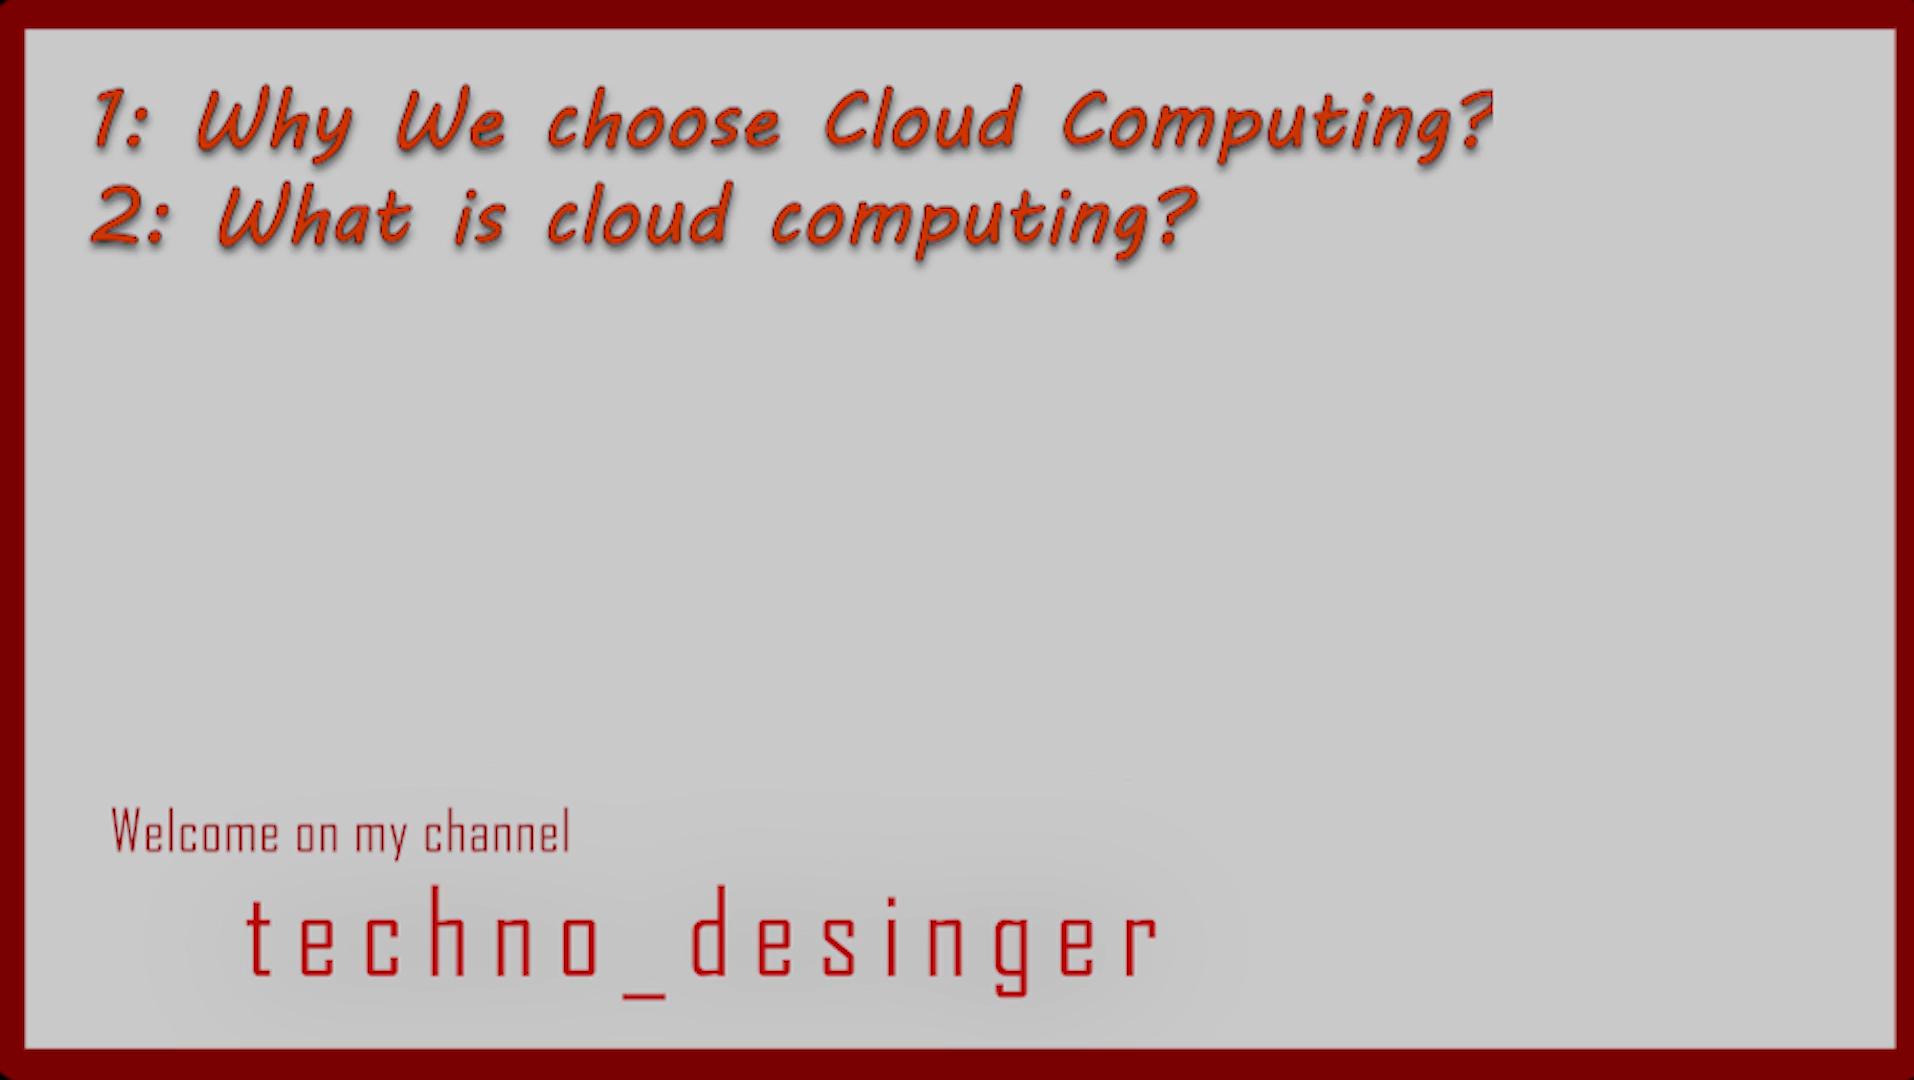 1: Why We choose Cloud Computing?
2: What is cloud computing?
Welcome on my channel
techno_desinger